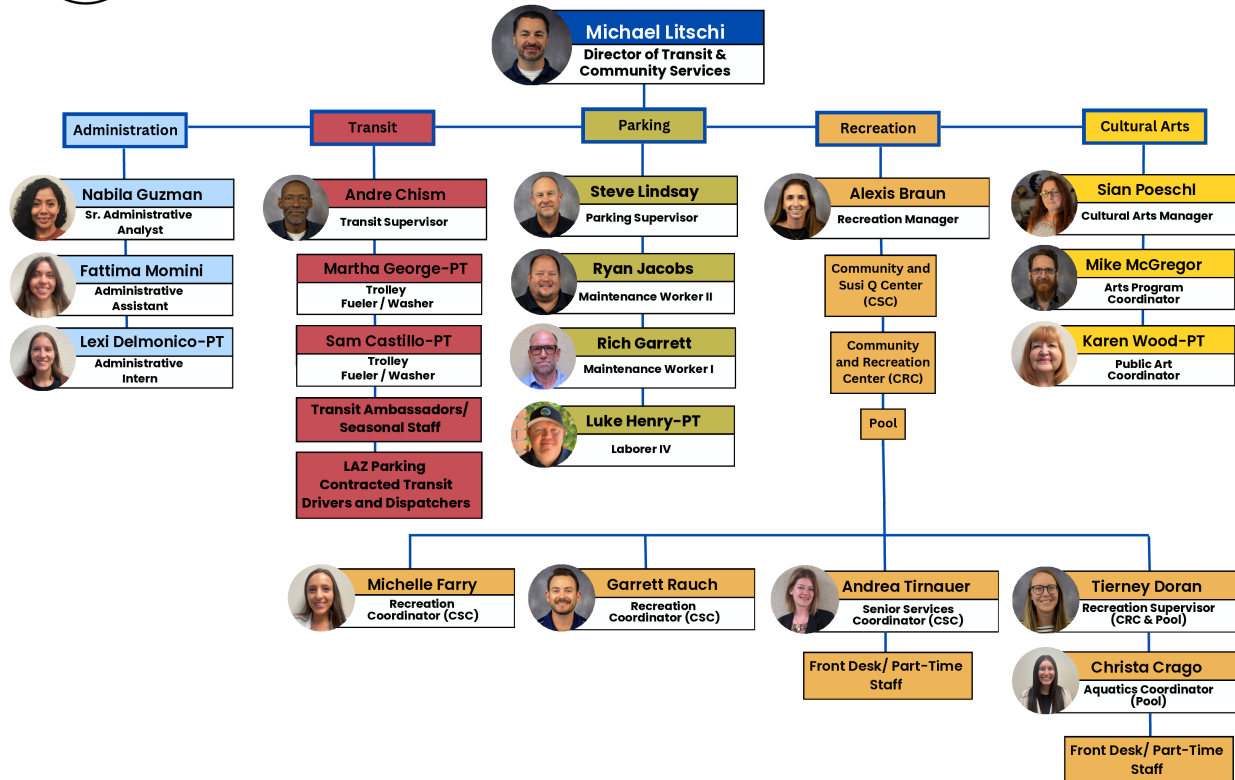 Michael Litschi
Director of Transit &
Community Services
Administration
Transit
Parking
Recreation
Cultural Arts
Nabila Guzman
Sr. Administrative
Analyst
Fattima Momini
Administrative
Assistant
Lexi Delmonico-PT
Administrative
Intern
Andre Chism
Transit Supervisor
Martha George-PT
Trolley
Fueler / Washer
Sam Castillo-PT
Trolley
Fueler / Washer
Transit Ambassadors/
Seasonal Staff
LAZ Parking
Contracted Transit
Drivers and Dispatchers
Steve Lindsay
Parking Supervisor
Ryan Jacobs
Maintenance Worker II
Rich Garrett
Maintenance Worker I
Luke Henry-PT
Laborer IV
Alexis Braun
Recreation Manager
Community and
Susi Q Center
(CSC)
Community
and Recreation
Center (CRC)
Pool
Sian Poeschl
Cultural Arts Manager
Mike McGregor
Arts Program
Coordinator
Karen Wood-PT
Public Art
Coordinator
Michelle Farry
Recreation
Coordinator (CSC)
Garrett Rauch
Recreation
Coordinator (CSC)
Andrea Tirnauer
Senior Services
Coordinator (CSC)
Front Desk/ Part-Time
Staff
Tierney Doran
Recreation Supervisor
(CRC & Pool)
Christa Crago
Aquatics Coordinator
(Pool)
Front Desk/ Part-Time
Staff